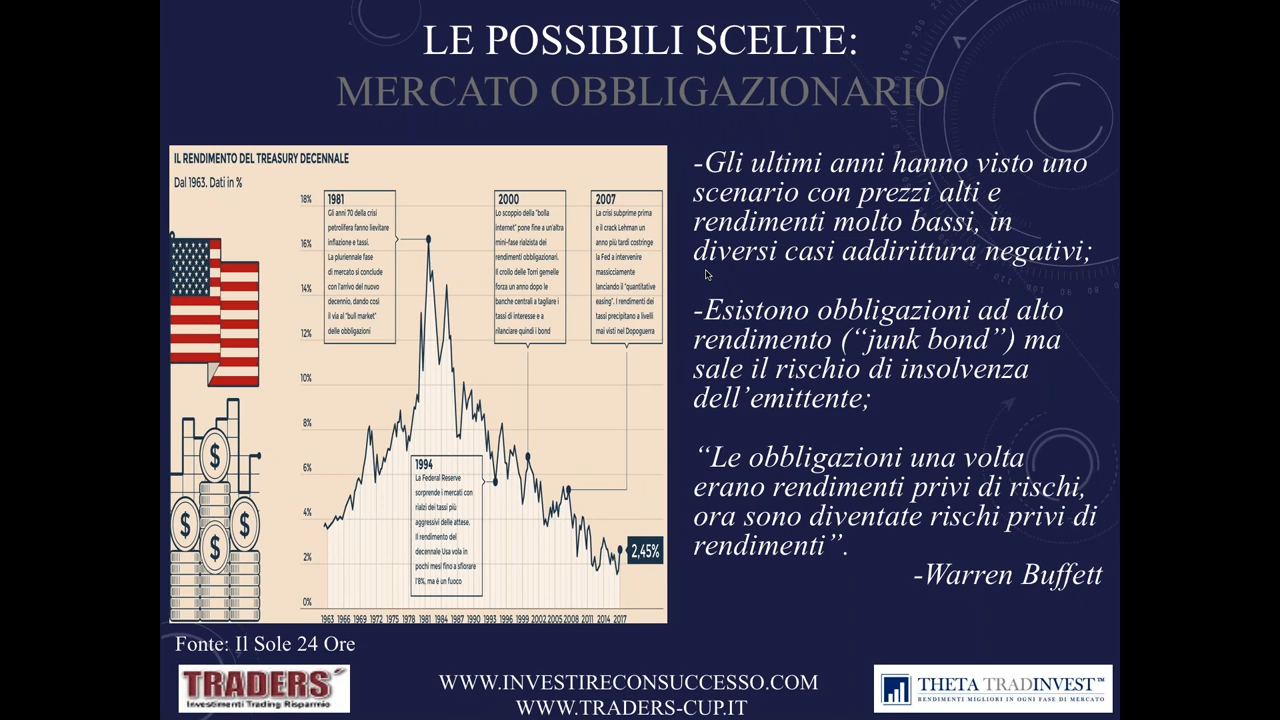 LE POSSIBILI SCELTE:
MERCATO OBBLIGAZIONARIO
IL RENDIMENTO DEL TREASURY DECENNALE
Dal 1963. Dati in %
18%
16%
14%
12%
10%
8%
6%
4%
2%
0%
1981
Gli anni 70 della crisi
petrolifera fanno lievitare
inflazione e tassi.
La pluriennale fase
di mercato si conclude
con l'arrivo del nuovo
decennio, dando così
il via al "bull market"
delle obbligazioni
2000
Lo scoppio della "bolla
internet" pone fine a un'altra
mini-fase rialzista dei
rendimenti obbligazionari.
Il crollo delle Torri gemelle
forza un anno dopo le
banche centrali a tagliare i
tassi di interesse e a
rilanciare quindi i bond
2007
La crisi subprime prima
e il crack Lehman un
anno più tardi costringe
la Fed a intervenire
massicciamente
lanciando il "quantitative
easing". I rendimenti dei
tassi precipitano a livelli
mai visti nel Dopoguerra
1994
La Federal Reserve
sorprende i mercati con
rialzi dei tassi più
aggressivi delle attese.
Il rendimento del
decennale Usa vola in
pochi mesi fino a sfiorare
l'8%, ma è un fuoco
2,45%
$
$ $
$
1963 1966 1969 1972 1975 1978 1981 1984 1987 1990 1993 1996 1999 2002 2005 2008 2011 2014 2017
Fonte: Il Sole 24 Ore
-Gli ultimi anni hanno visto uno
scenario con prezzi alti e
rendimenti molto bassi, in
diversi casi addirittura negativi;
-Esistono obbligazioni ad alto
rendimento (“junk bond”) ma
sale il rischio di insolvenza
dell’emittente;
“Le obbligazioni una volta
erano rendimenti privi di rischi,
ora sono diventate rischi privi di
rendimenti”.
-Warren Buffett
TRADERS'
Investimenti Trading Risparmio
WWW.INVESTIRECONSUCCESSO.COM
WWW.TRADERS-CUP.IT
THETA TRADINVEST™
RENDIMENTI MIGLIORI IN OGNI FASE DI MERCATO